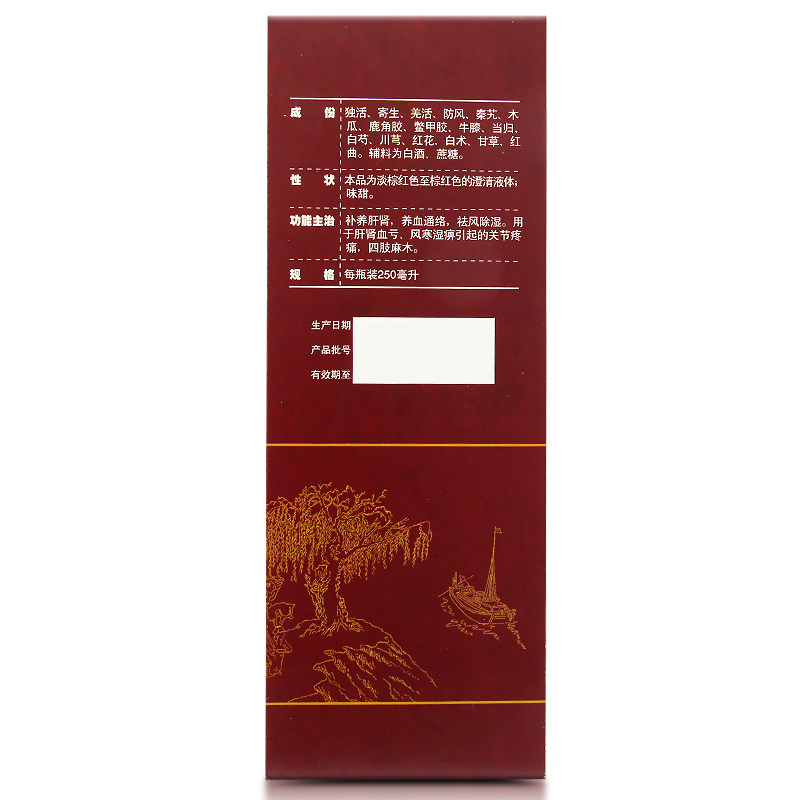 成 份 独活、寄生、羌活、防风、秦艽、木
瓜、鹿角胶、鳖甲胶、牛膝、当归、
白芍、川芎、红花、白术、甘草、红
曲。辅料为白酒、蔗糖。
性 状 本品为淡棕红色至棕红色的澄清液体;
味甜。
功能主治 补养肝肾，养血通络，祛风除湿。用
于肝肾血亏、风寒湿痹引起的关节疼
痛，四肢麻木。
规 格 每瓶装250毫升
生产日期
产品批号
有效期至